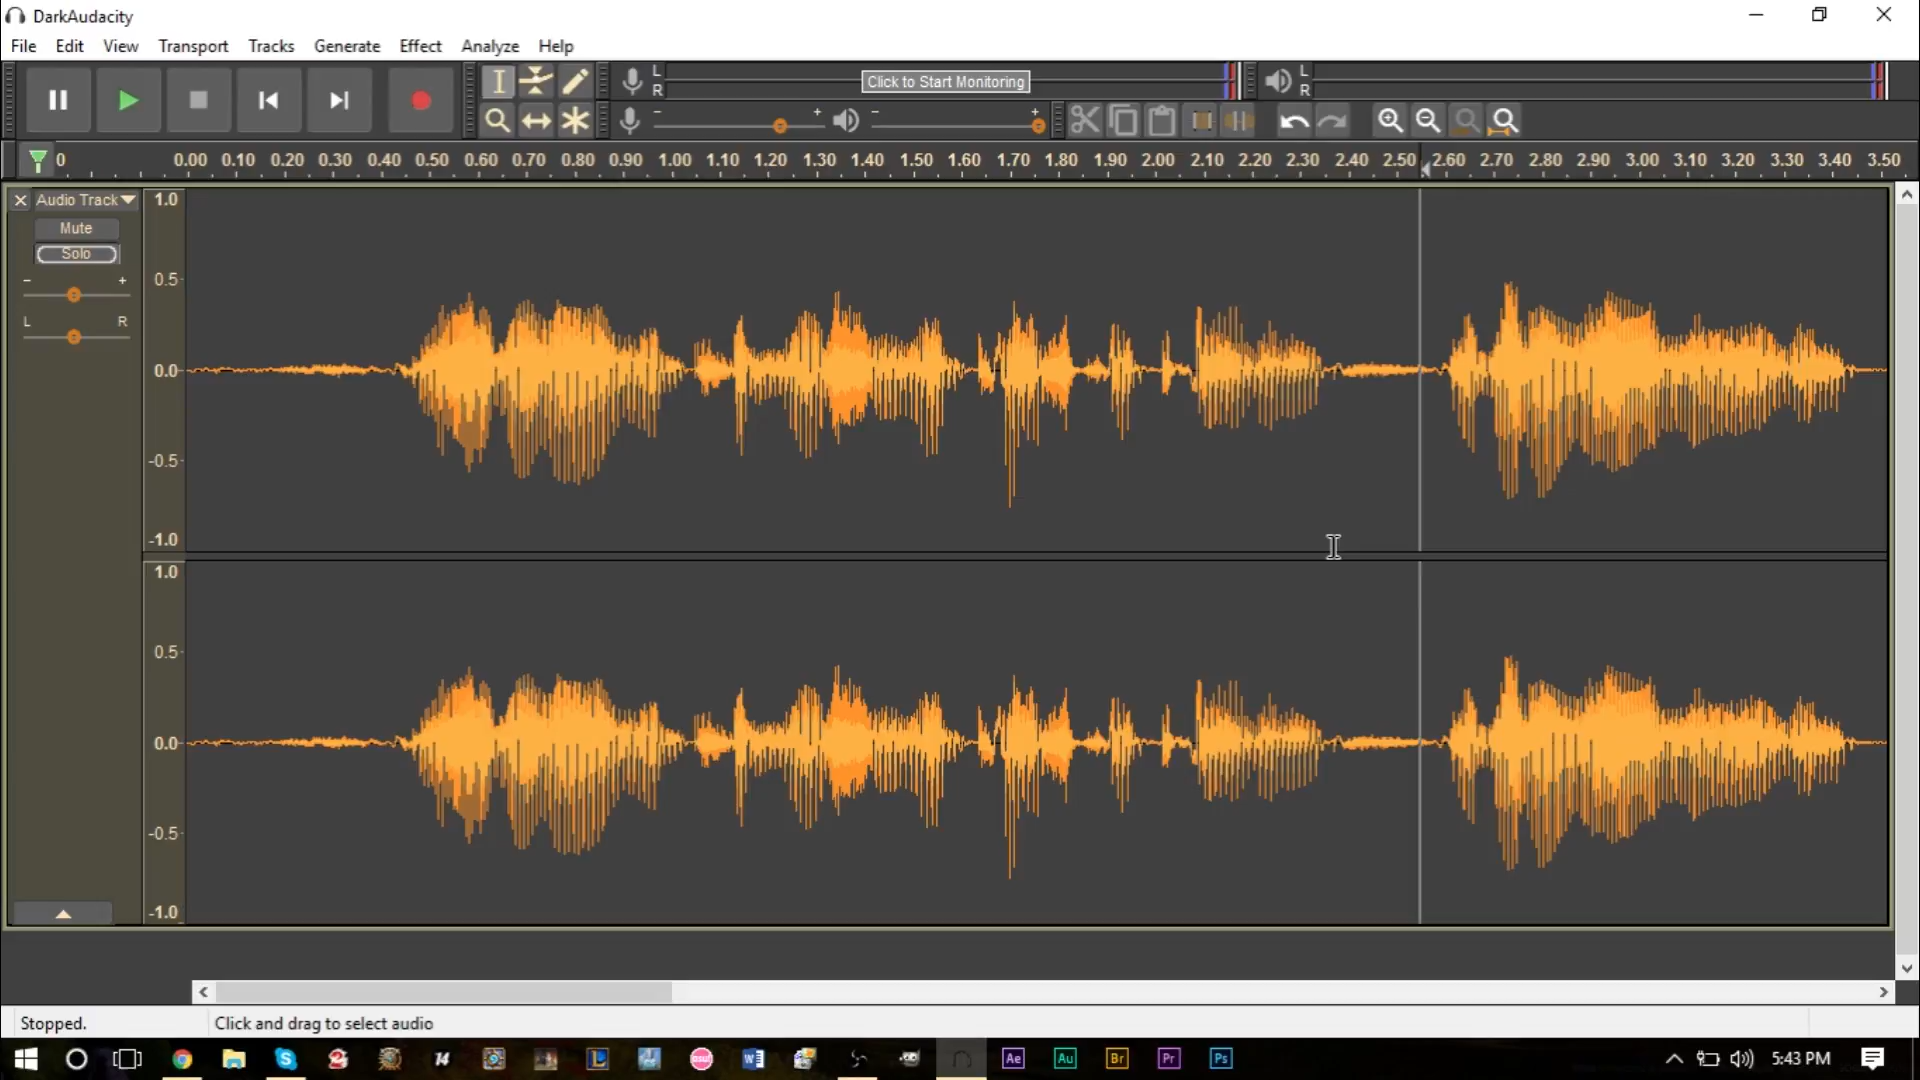 DarkAudacity
File Edit View Transport Tracks Generate Effect Analyze Help
L
R
Click to Start Monitoring
L
R
- + - +
0 0.00 0.10 0.20 0.30 0.40 0.50 0.60 0.70 0.80 0.90 1.00 1.10 1.20 1.30 1.40 1.50 1.60 1.70 1.80 1.90 2.00 2.10 2.20 2.30 2.40 2.50 2.60 2.70 2.80 2.90 3.00 3.10 3.20 3.30 3.40 3.50
Audio Track
Mute
Solo
- +
L R
1.0
0.5
0.0
-0.5
-1.0
1.0
0.5
0.0
-0.5
-1.0
Stopped. Click and drag to select audio
2 14 L osu! W Ae Au Br Pr Ps 5:43 PM